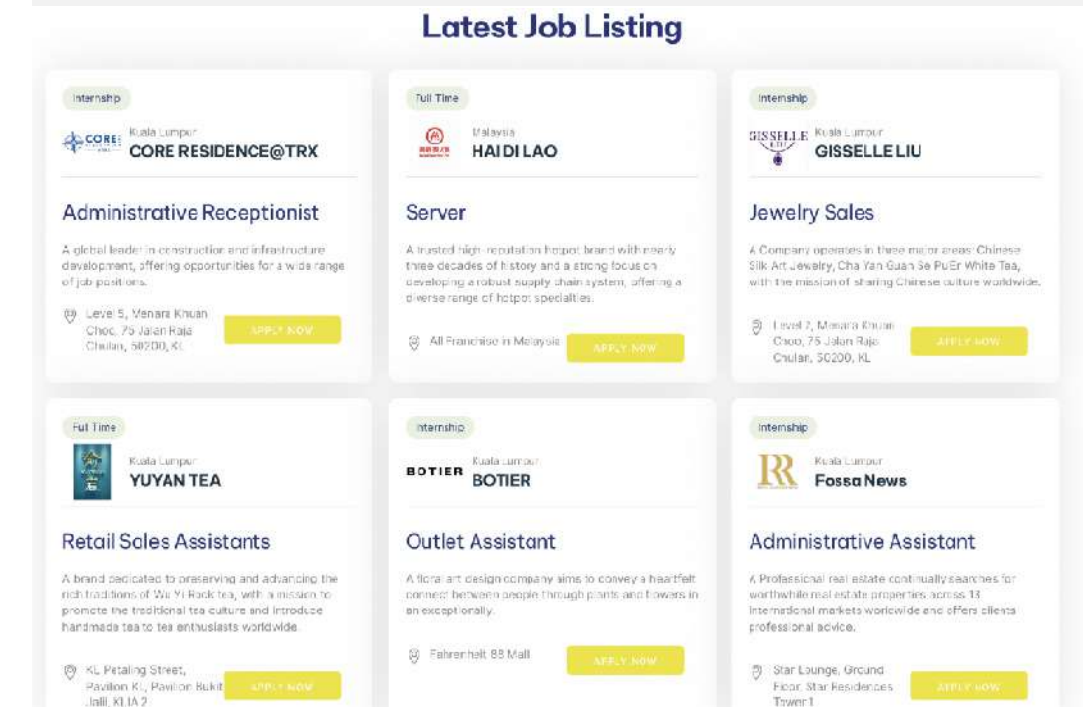 Latest Job Listing
Internship
Kuala Lumpur
CORE
CORE RESIDENCE@TRX
Administrative Receptionist
A global leader in construction and infrastructure
development, offering opportunities for a wide range
of job positions.
Level 5, Menara Khuan
Choo, 75 Jalan Raja
Chulan, 50200, KL
APPLY NOW
Full Time
Malaysia
HAIDILAO
Server
A trusted high-reputation hotpot brand with nearly
three decades of history and a strong focus on
developing a robust supply chain system, offering a
diverse range of hotpot specialties.
All Franchise in Malaysia
APPLY NOW
Internship
GISSELLE
LIU
Kuala Lumpur
GISSELLE LIU
Jewelry Sales
A Company operates in three major areas: Chinese
Silk Art Jewelry, Cha Yan Guan Se PuEr White Tea,
with the mission of sharing Chinese culture worldwide.
Level 7, Menara Khuan
Choo, 75 Jalan Raja
Chulan, 50200, KL
APPLY NOW
Full Time
Kuala Lumpur
YUYAN TEA
Retail Sales Assistants
A brand dedicated to preserving and advancing the
rich traditions of Wu Yi Rock tea, with a mission to
promote the traditional tea culture and introduce
handmade tea to tea enthusiasts worldwide.
KL Petaling Street,
Pavilion KL, Pavilion Bukit
Jalil, KLIA 2
APPLY NOW
Internship
BOTIER
Kuala Lumpur
BOTIER
Outlet Assistant
A floral art design company aims to convey a heartfelt
connect between people through plants and flowers in
an exceptionally.
Fahrenheit 88 Mall
APPLY NOW
Internship
RR
Kuala Lumpur
Fossa News
Administrative Assistant
A Professional real estate continually searches for
worthwhile real estate properties across 13
international markets worldwide and offers clients
professional advice.
Star Lounge, Ground
Floor, Star Residences
Tower 1
APPLY NOW